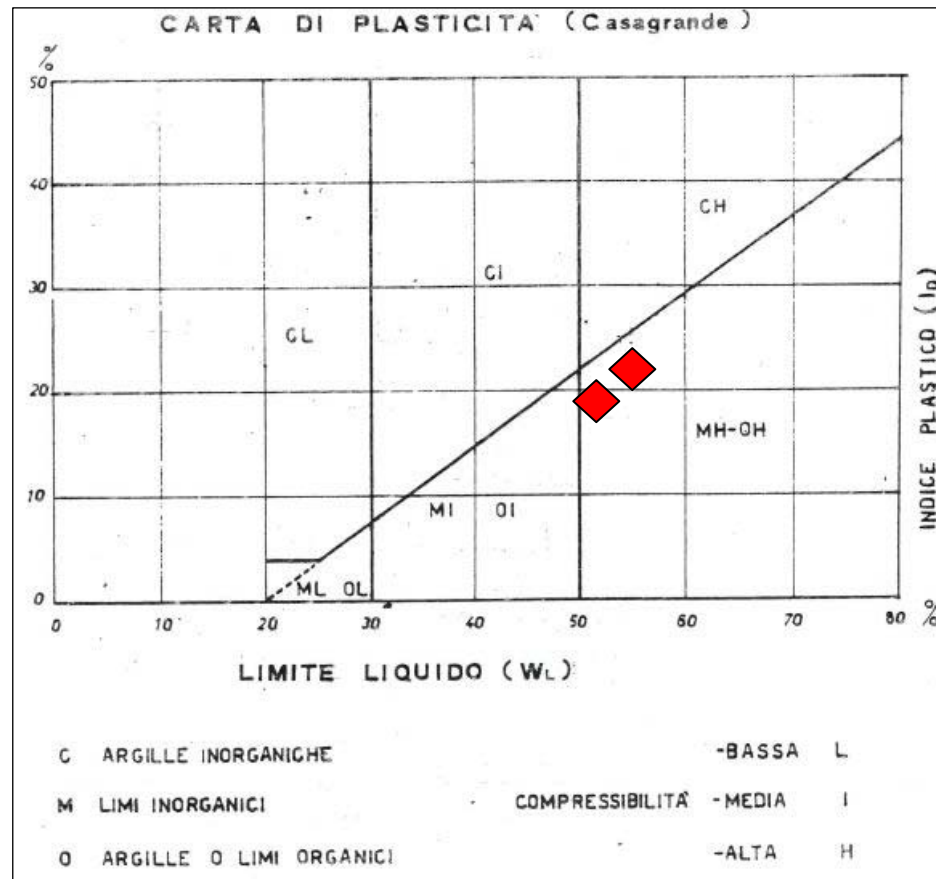 CARTA DI PLASTICITÀ (Casagrande)
%
50
40
30
20
10
0
CH
CI
CL
MH-OH
MI OI
ML OL
INDICE PLASTICO (Ip)
0 10 20 30 40 50 60 70 80 %
LIMITE LIQUIDO (WL)
C ARGILLE INORGANICHE
M LIMI INORGANICI
O ARGILLE O LIMI ORGANICI
COMPRESSIBILITÀ
-BASSA L
-MEDIA I
-ALTA H